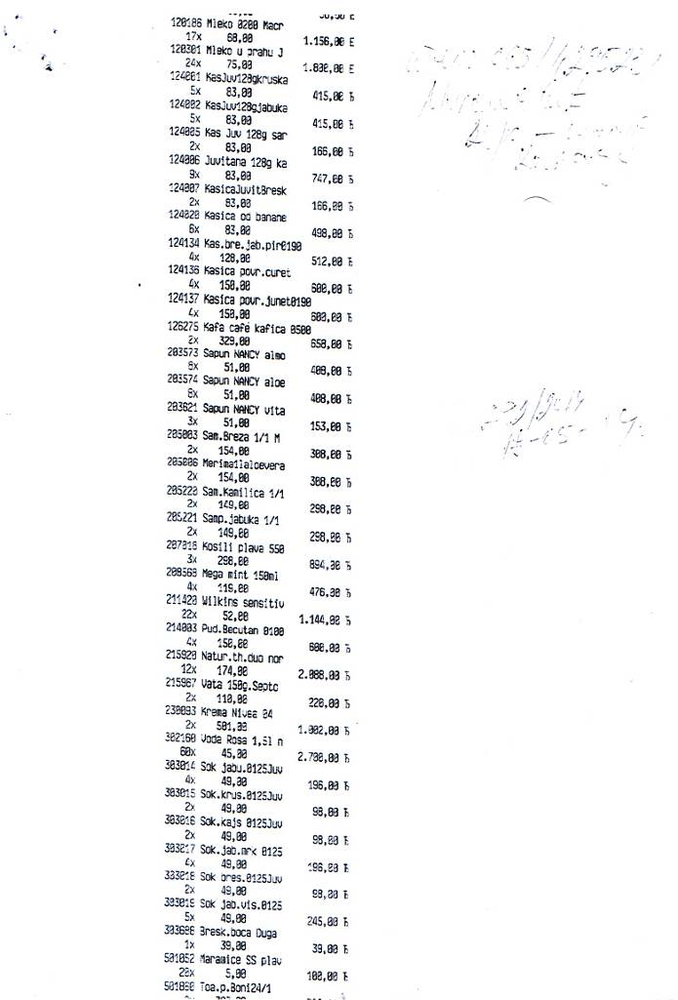 120186 Mleko 0200 Macr
17x 68,00 1.156,00 E
120301 Mleko u prahu J
24x 75,00 1.800,00 E
124001 KasJuv128gkruska
5x 83,00 415,00 Ђ
124002 KasJuv128gjabuka
5x 83,00 415,00 Ђ
124005 Kas Juv 128g sar
2x 83,00 166,00 Ђ
124006 Juvitana 128g ka
9x 83,00 747,00 Ђ
124007 KasicaJuvitBresk
2x 83,00 166,00 Ђ
124020 Kasica od banane
6x 83,00 498,00 Ђ
124134 Kas.bre.jab.pir0190
4x 128,00 512,00 Ђ
124136 Kasica povr.curet
4x 150,00 600,00 Ђ
124137 Kasica povr.junet0190
4x 150,00 600,00 Ђ
126275 Kafa café kafica 0500
2x 329,00 658,00 Ђ
203573 Sapun NANCY almo
8x 51,00 408,00 Ђ
203574 Sapun NANCY aloe
8x 51,00 408,00 Ђ
203621 Sapun NANCY vita
3x 51,00 153,00 Ђ
205003 Sam.Breza 1/1 M
2x 154,00 308,00 Ђ
205006 Merima1laloevera
2x 154,00 308,00 Ђ
205220 Sam.Kamilica 1/1
2x 149,00 298,00 Ђ
205221 Samp.jabuka 1/1
2x 149,00 298,00 Ђ
Kosili plava 550
3x 298,00 894,00 Ђ
208568 Mega mint 150ml
4x 119,00 476,00 Ђ
211420 Wilkins sensitiv
22x 52,00 1.144,00 Ђ
214003 Pud.Becutan 0100
4x 150,00 600,00 Ђ
215920 Natur.th.duo nor
12x 174,00 2.088,00 Ђ
215967 Vata 150g.Septo
2x 110,00 220,00 Ђ
230093 Krema Nivea
2x 501,00 1.002,00 Ђ
302160 Voda Rosa 1,5l n
60x 45,00 2.700,00 Ђ
303014 Sok jabu.0125Juv
4x 49,00 196,00 Ђ
303015 Sok.krus.0125Juv
2x 49,00 98,00 Ђ
303016 Sok.kajs 0125Juv
2x 49,00 98,00 Ђ
303017 Sok.jab.mrk 0125
4x 49,00 196,00 Ђ
303018 Sok bres.0125Juv
2x 49,00 98,00 Ђ
303019 Sok jab.vis.0125
5x 49,00 245,00 Ђ
303606 Bresk.boca Duga
1x 39,00 39,00 Ђ
501052 Maramice SS plav
20x 5,00 100,00 Ђ
Toa.p.Boni24/1